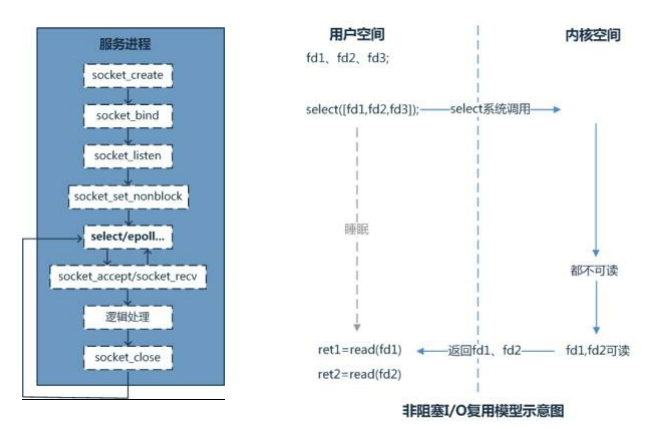 服务进程
socket_create
socket_bind
socket_listen
socket_set_nonblock
select/epoll...
socket_accept/socket_recv
逻辑处理
socket_close
用户空间
内核空间
fd1、fd2、fd3;
select([fd1,fd2,fd3]);
select系统调用
睡眠
都不可读
ret1=read(fd1)
返回fd1、fd2
fd1,fd2可读
ret2=read(fd2)
非阻塞I/O复用模型示意图